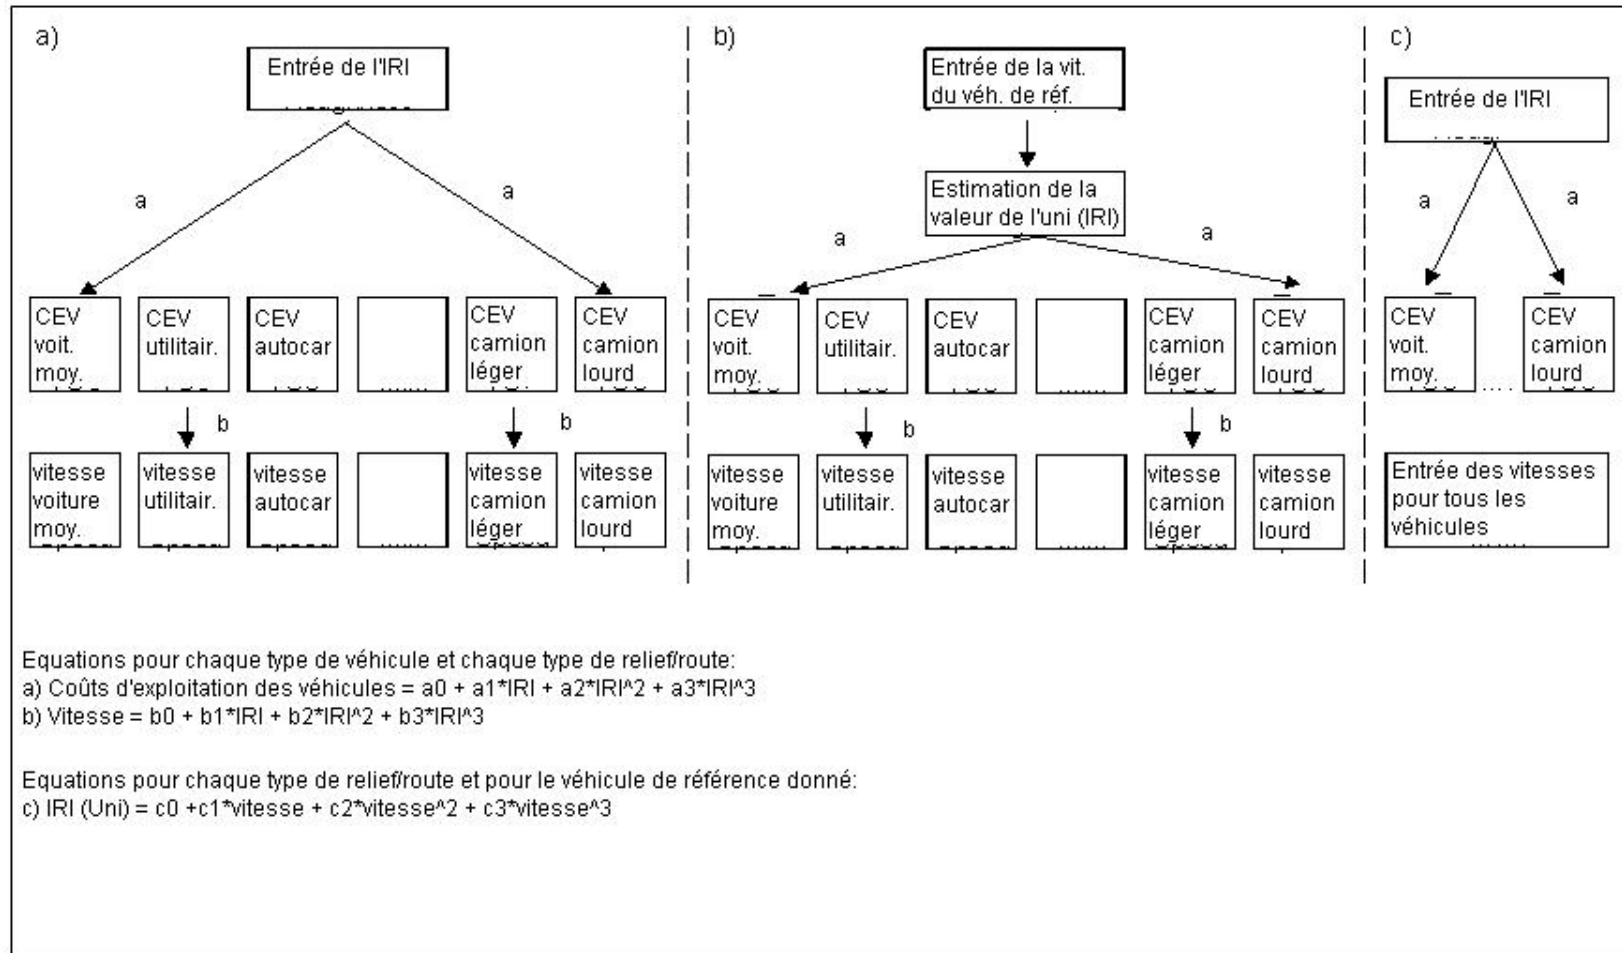 a)
Entrée de l'IRI
a
a
CEV
voit.
moy.
CEV
utilitair.
CEV
autocar
CEV
camion
léger
CEV
camion
lourd
b
b
vitesse
voiture
moy.
vitesse
utilitair.
vitesse
autocar
vitesse
camion
léger
vitesse
camion
lourd
b)
Entrée de la vit.
du véh. de réf.
Estimation de la
valeur de l'uni (IRI)
a
a
CEV
voit.
moy.
CEV
utilitair.
CEV
autocar
CEV
camion
léger
CEV
camion
lourd
b
b
vitesse
voiture
moy.
vitesse
utilitair.
vitesse
autocar
vitesse
camion
léger
vitesse
camion
lourd
c)
Entrée de l'IRI
a
a
CEV
voit.
moy.
CEV
camion
lourd
Entrée des vitesses
pour tous les
véhicules
Equations pour chaque type de véhicule et chaque type de relief/route:
a) Coûts d'exploitation des véhicules = a0 + a1*IRI + a2*IRI^2 + a3*IRI^3
b) Vitesse = b0 + b1*IRI + b2*IRI^2 + b3*IRI^3
Equations pour chaque type de relief/route et pour le véhicule de référence donné:
c) IRI (Uni) = c0 +c1*vitesse + c2*vitesse^2 + c3*vitesse^3